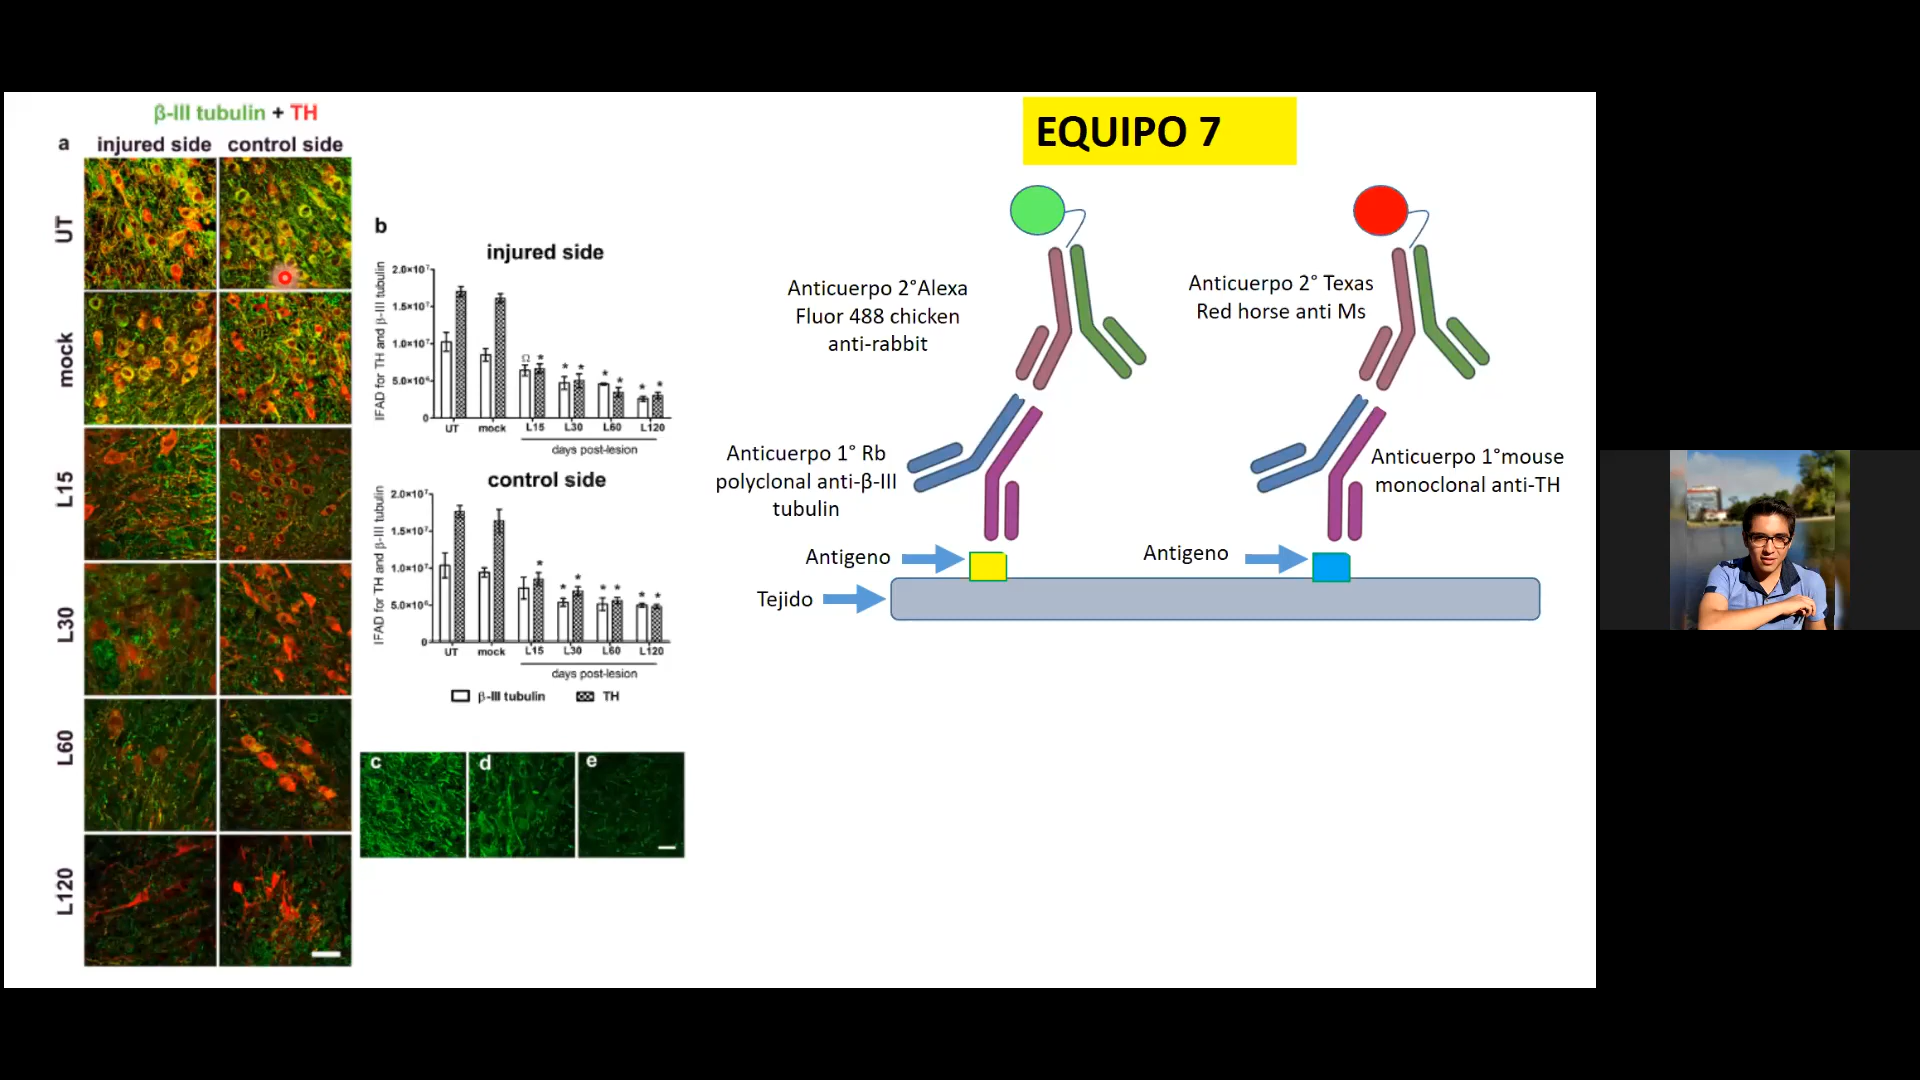 β-III tubulin + TH
a
injured side control side
UT
mock
L15
L30
L60
L120
b
injured side
IFAD for TH and β-III tubulin
2.0×10⁷
1.5×10⁷
1.0×10⁷
5.0×10⁶
0
Ω * * * * * * *
UT mock L15 L30 L60 L120
days post-lesion
control side
IFAD for TH and β-III tubulin
2.0×10⁷
1.5×10⁷
1.0×10⁷
5.0×10⁶
0
* * * * * * *
UT mock L15 L30 L60 L120
days post-lesion
β-III tubulin TH
c d e
EQUIPO 7
Anticuerpo 2°Alexa
Fluor 488 chicken
anti-rabbit
Anticuerpo 2° Texas
Red horse anti Ms
Anticuerpo 1° Rb
polyclonal anti-β-III
tubulin
Anticuerpo 1°mouse
monoclonal anti-TH
Antigeno
Antigeno
Tejido